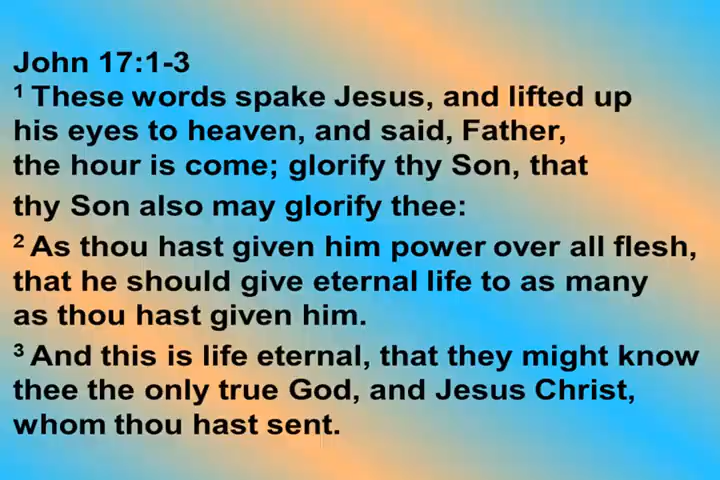 John 17:1-3
1 These words spake Jesus, and lifted up
his eyes to heaven, and said, Father,
the hour is come; glorify thy Son, that
thy Son also may glorify thee:
2 As thou hast given him power over all flesh,
that he should give eternal life to as many
as thou hast given him.
3 And this is life eternal, that they might know
thee the only true God, and Jesus Christ,
whom thou hast sent.